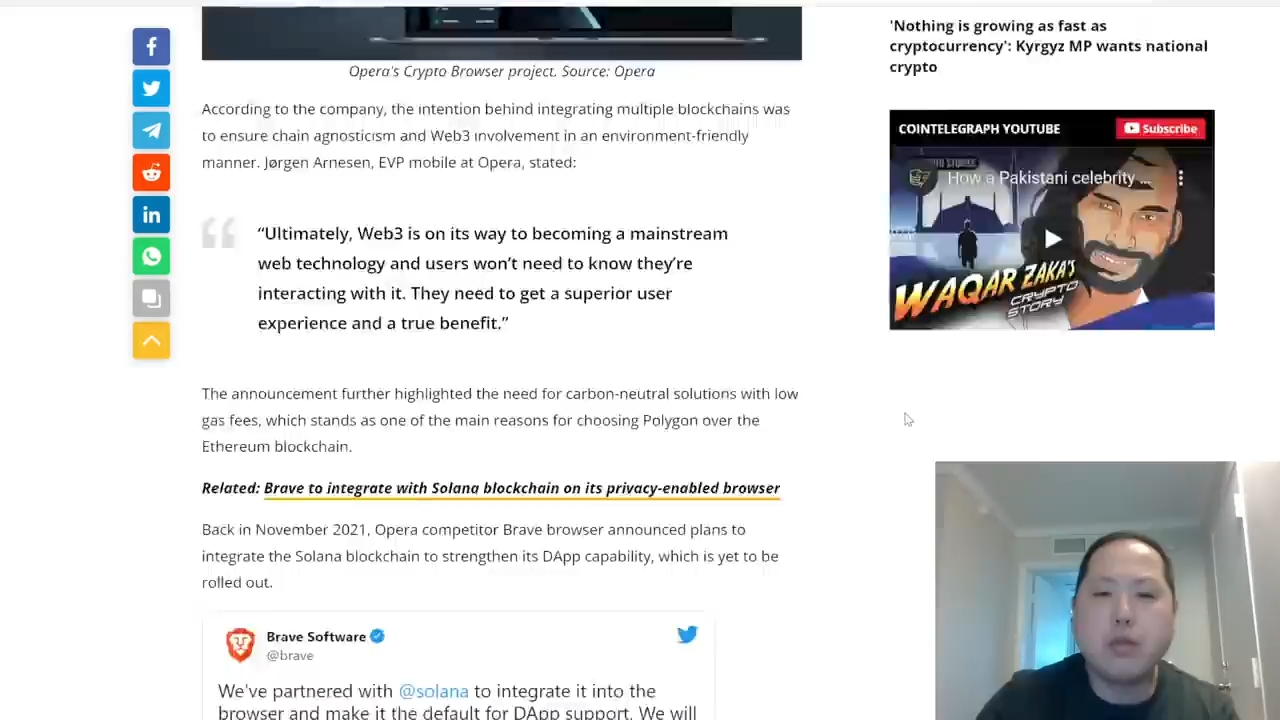 Opera's Crypto Browser project. Source: Opera
According to the company, the intention behind integrating multiple blockchains was
to ensure chain agnosticism and Web3 involvement in an environment-friendly
manner. Jørgen Arnesen, EVP mobile at Opera, stated:
“Ultimately, Web3 is on its way to becoming a mainstream
web technology and users won’t need to know they’re
interacting with it. They need to get a superior user
experience and a true benefit.”
The announcement further highlighted the need for carbon-neutral solutions with low
gas fees, which stands as one of the main reasons for choosing Polygon over the
Ethereum blockchain.
Related: Brave to integrate with Solana blockchain on its privacy-enabled browser
Back in November 2021, Opera competitor Brave browser announced plans to
integrate the Solana blockchain to strengthen its DApp capability, which is yet to be
rolled out.
Brave Software
@brave
We've partnered with @solana to integrate it into the
browser and make it the default for DApp support. We will
'Nothing is growing as fast as
cryptocurrency': Kyrgyz MP wants national
crypto
COINTELEGRAPH YOUTUBE
Subscribe
How a Pakistani celebrity ...
WAQAR ZAKA'S
CRYPTO
STORY